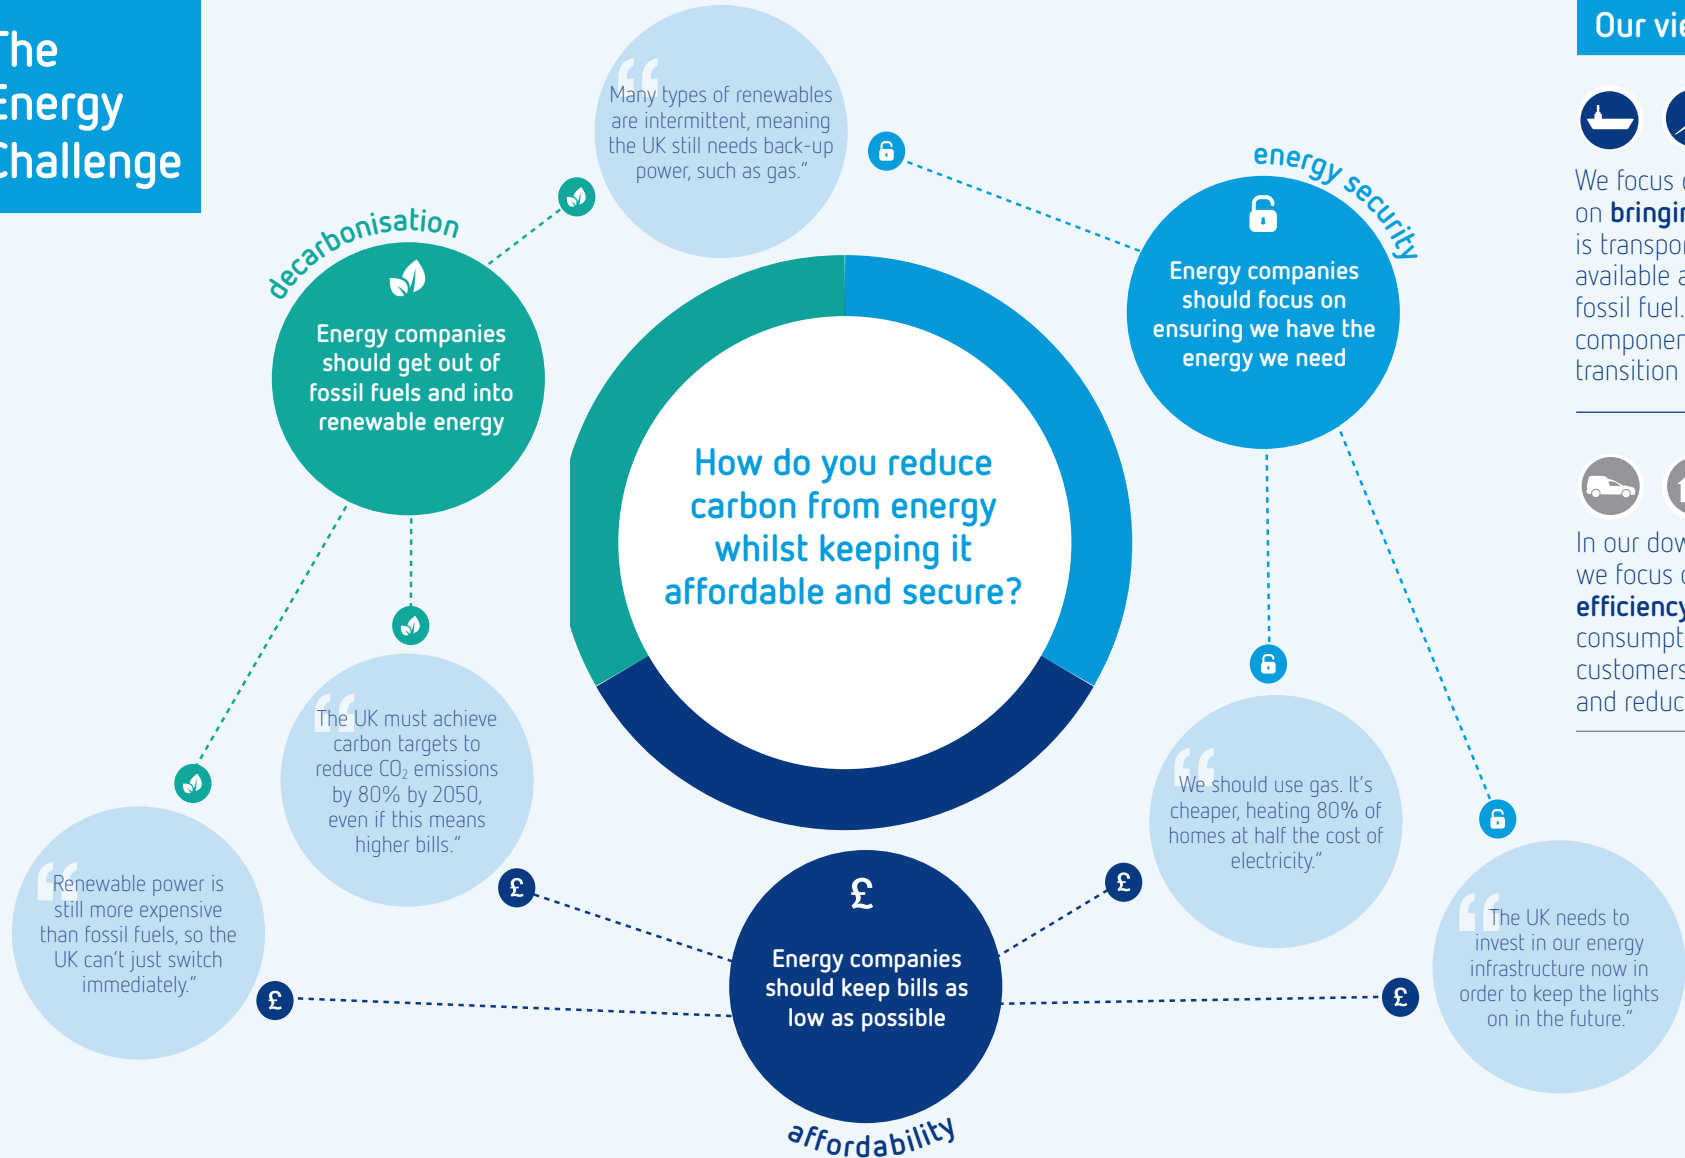 The
Energy
Challenge
Many types of renewables
are intermittent, meaning
the UK still needs back-up
power, such as gas.”
decarbonisation
Energy companies
should get out of
fossil fuels and into
renewable energy
energy security
Energy companies
should focus on
ensuring we have the
energy we need
How do you reduce
carbon from energy
whilst keeping it
affordable and secure?
“The UK must achieve
carbon targets to
reduce CO₂ emissions
by 80% by 2050,
even if this means
higher bills.”
“Renewable power is
still more expensive
than fossil fuels, so the
UK can't just switch
immediately.“
£
£
£
Energy companies
should keep bills as
low as possible
affordability
£
£
“We should use gas. It's
cheaper, heating 80% of
homes at half the cost of
electricity.”
“The UK needs to
invest in our energy
infrastructure now in
order to keep the lights
on in the future.”
Our
We focus
on
is
available
fossil fuel.
transition
In our
we focus
efficiency
customers
and